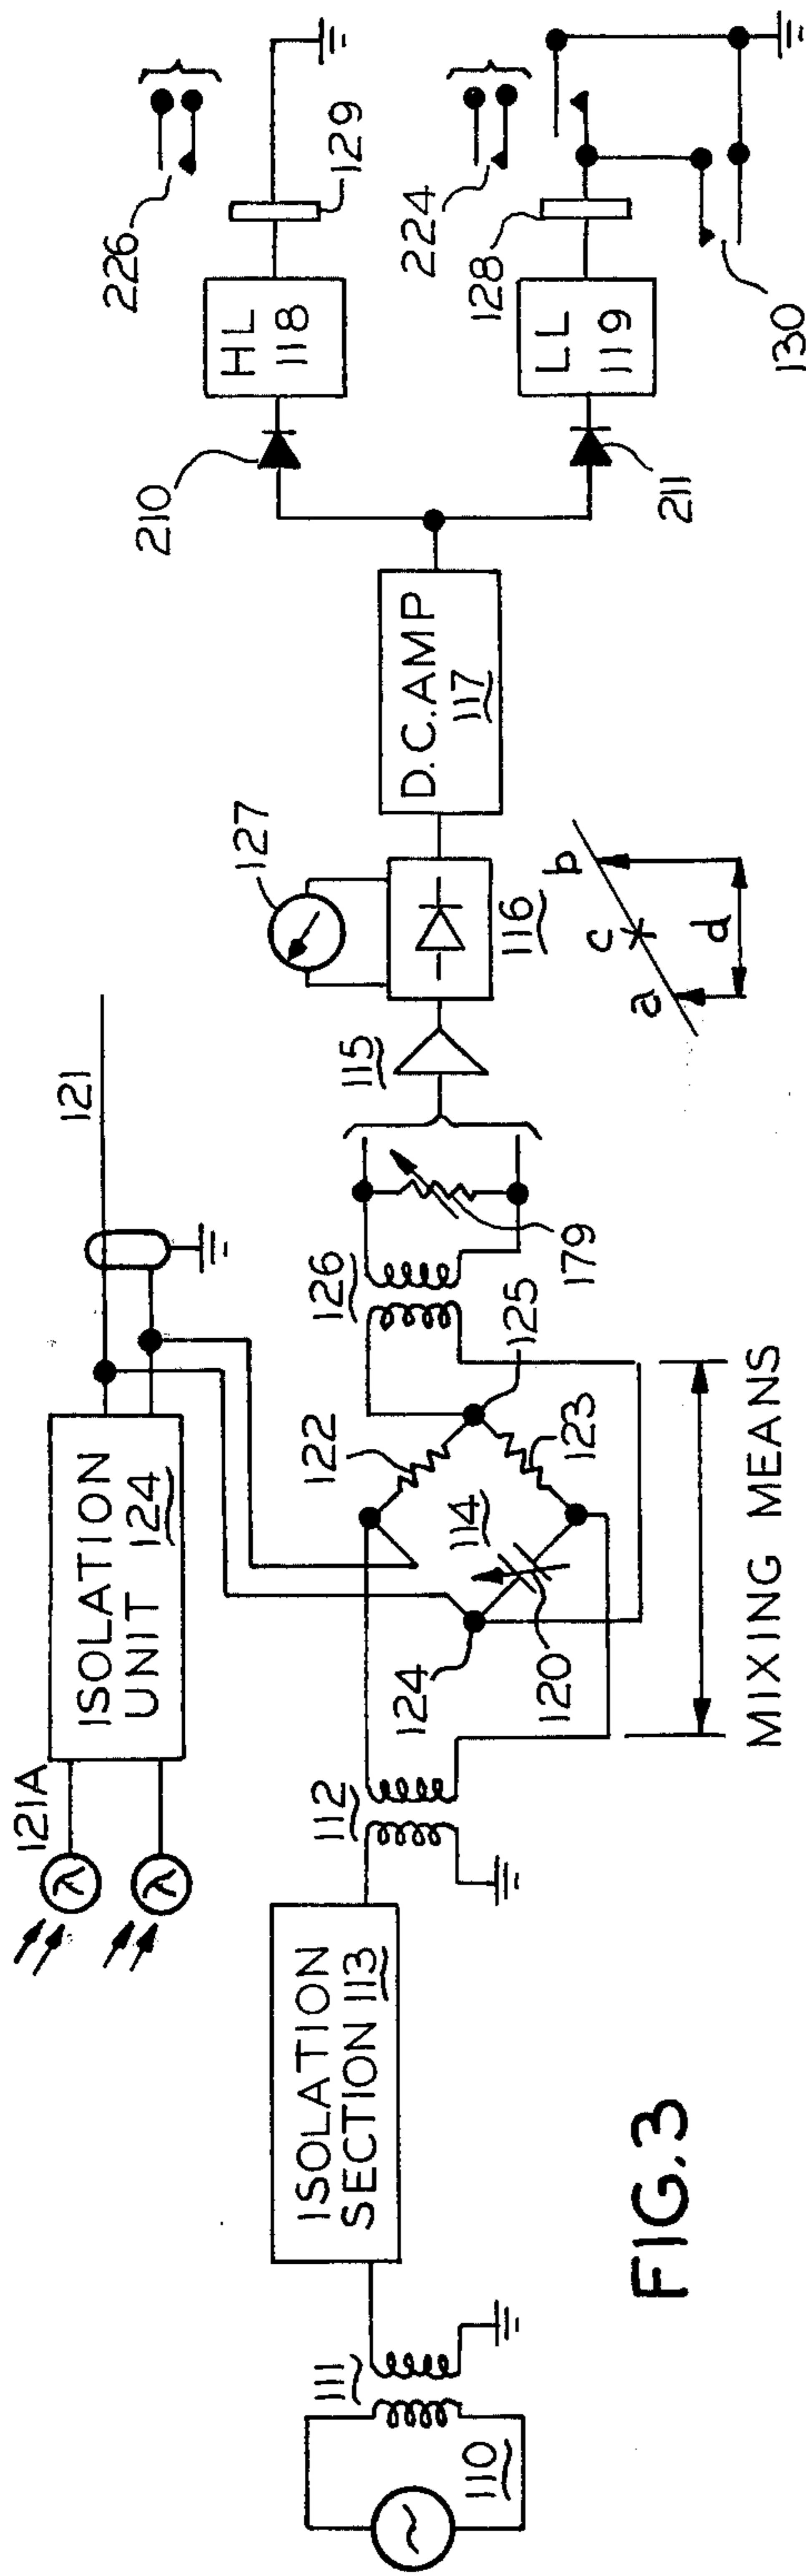 121A
ISOLATION
UNIT 124
121
110
111
ISOLATION
SECTION 113
112
124
120
114
122
123
125
126
179
MIXING MEANS
115
116
127
a
c
b
d
D.C. AMP
117
210
211
HL
118
LL
119
226
129
224
128
130
FIG. 3